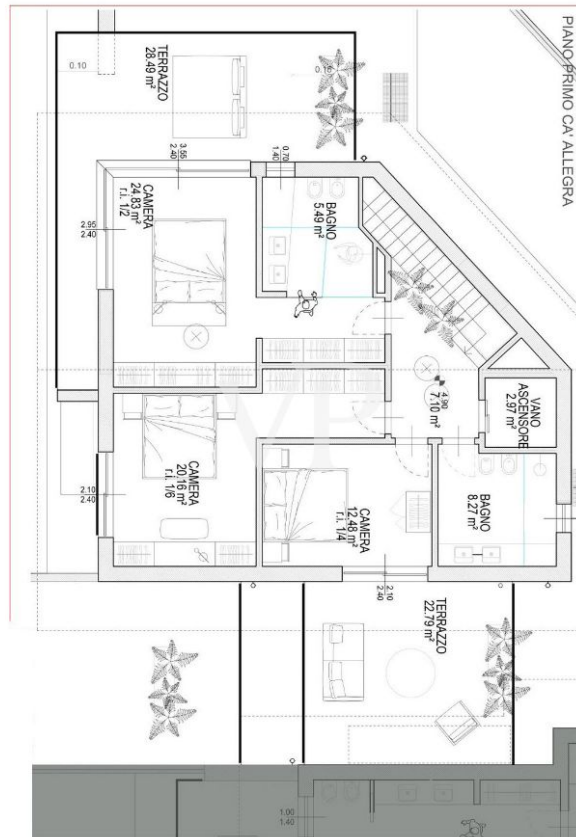 PIANO PRIMO CA' ALLEGRA
TERRAZZO
28.49 m²
0.10
3.55
2.40
0.70
1.40
CAMERA
24.83 m²
r.i. 1/2
BAGNO
5.49 m²
2.95
2.40
4.90
7.10 m²
VANO
ASCENSORE
2.97 m²
VP
CAMERA
20.16 m²
r.i. 1/6
2.10
2.40
CAMERA
12.48 m²
r.i. 1/4
BAGNO
8.27 m²
2.10
2.40
TERRAZZO
22.79 m²
1.00
1.40